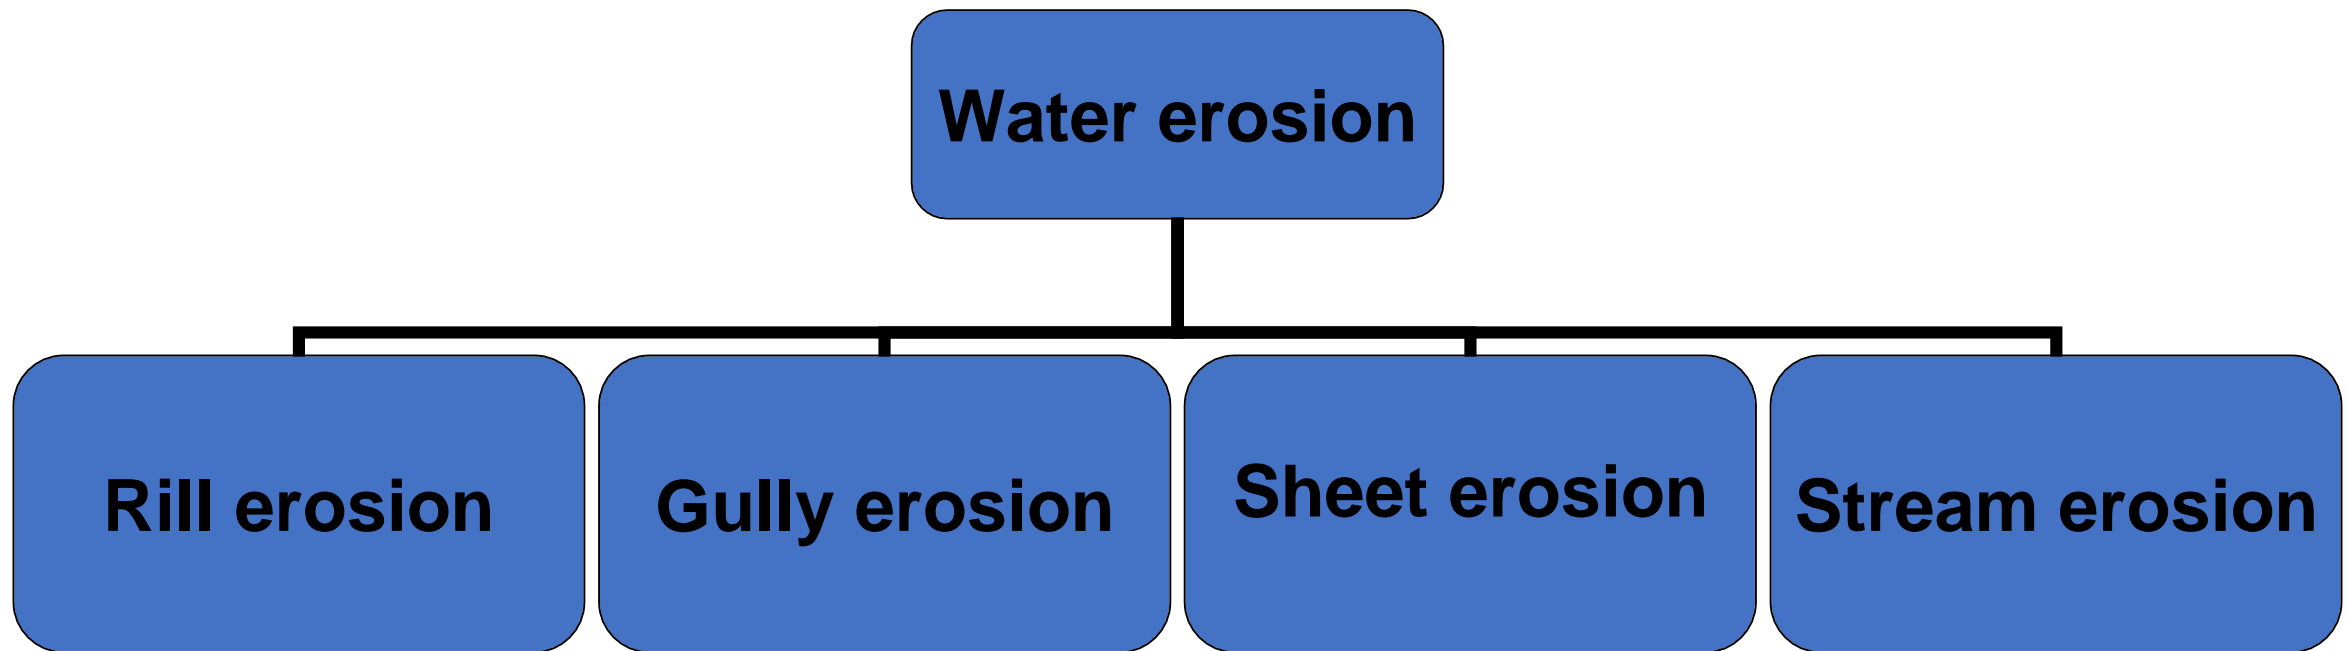 Water erosion
Rill erosion
Gully erosion
Sheet erosion
Stream erosion